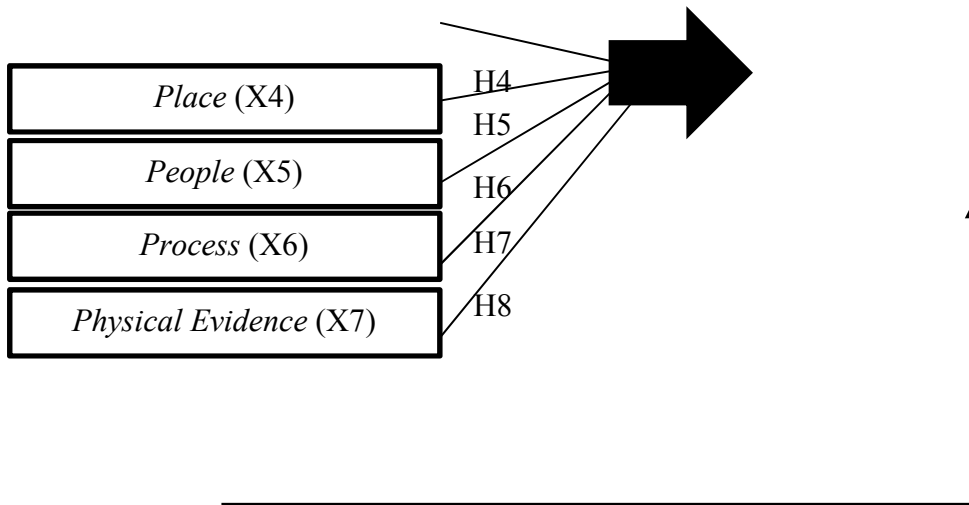 Place (X4)
H4
H5
People (X5)
H6
Process (X6)
H7
Physical Evidence (X7)
H8